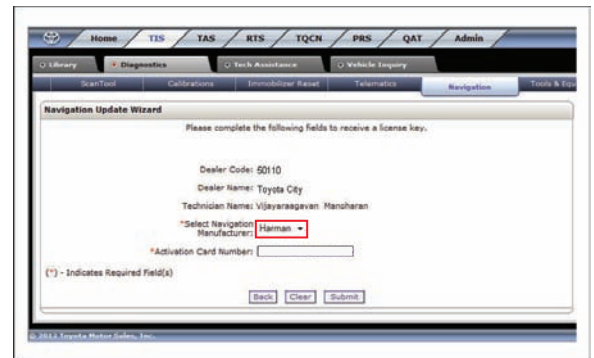 Home TIS TAS RTS TQCN PRS QAT Admin
Library Diagnostics Tech Assistance Vehicle Inquiry
ScanTool Calibrations Immobilizer Reset Telematics Navigation Tools & Equ
Navigation Update Wizard
Please complete the following fields to receive a license key.
Dealer Code: 50110
Dealer Name: Toyota City
Technician Name: Vijayaraagavan Manoharan
*Select Navigation
Manufacturer: Harman
*Activation Card Number:
(*) - Indicates Required Field(s)
Back Clear Submit
© 2012 Toyota Motor Sales, Inc.